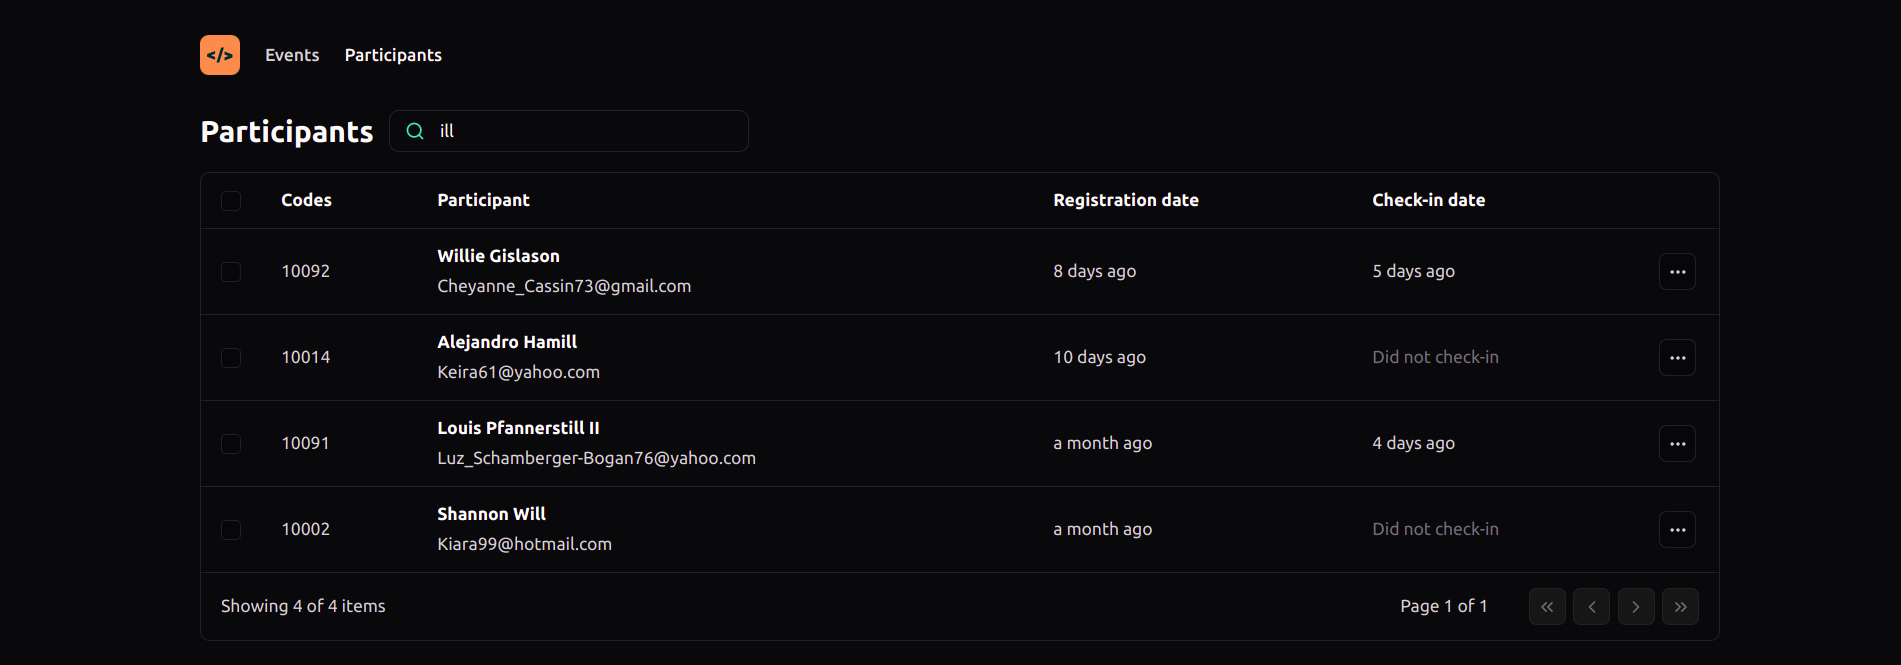 </> Events Participants
Participants ill
Codes Participant Registration date Check-in date
Willie Gislason
10092 8 days ago 5 days ago
Cheyanne_Cassin73@gmail.com
Alejandro Hamill
10014 10 days ago Did not check-in
Keira61@yahoo.com
Louis Pfannerstill II
10091 a month ago 4 days ago
Luz_Schamberger-Bogan76@yahoo.com
Shannon Will
10002 a month ago Did not check-in
Kiara99@hotmail.com
Showing 4 of 4 items Page 1 of 1